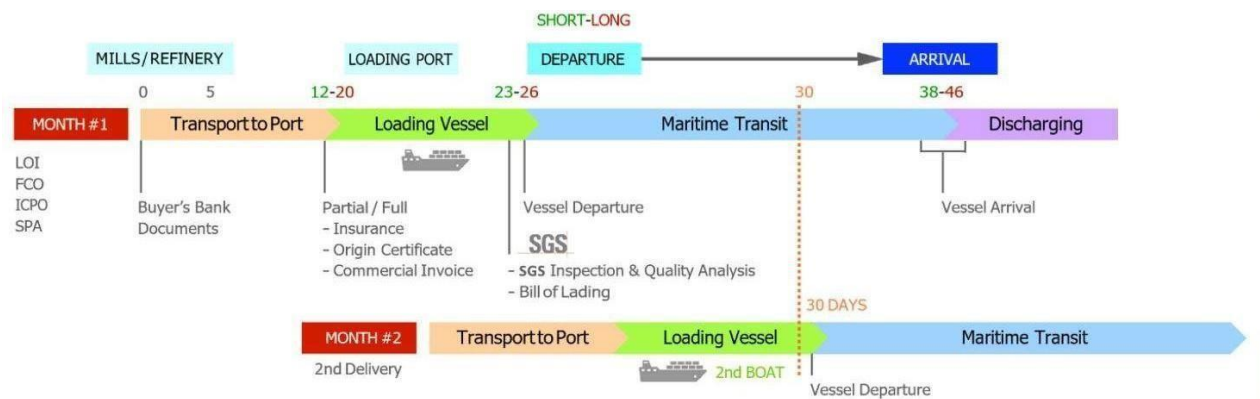 SHORT-LONG
MILLS/REFINERY
LOADING PORT
DEPARTURE
ARRIVAL
0
5
12-20
23-26
30
38-46
MONTH #1
Transport to Port
Loading Vessel
Maritime Transit
Discharging
LOI
FCO
ICPO
SPA
Buyer's Bank
Documents
Partial / Full
- Insurance
- Origin Certificate
- Commercial Invoice
Vessel Departure
SGS
- SGS Inspection & Quality Analysis
- Bill of Lading
Vessel Arrival
30 DAYS
MONTH #2
Transport to Port
Loading Vessel
Maritime Transit
2nd Delivery
2nd BOAT
Vessel Departure